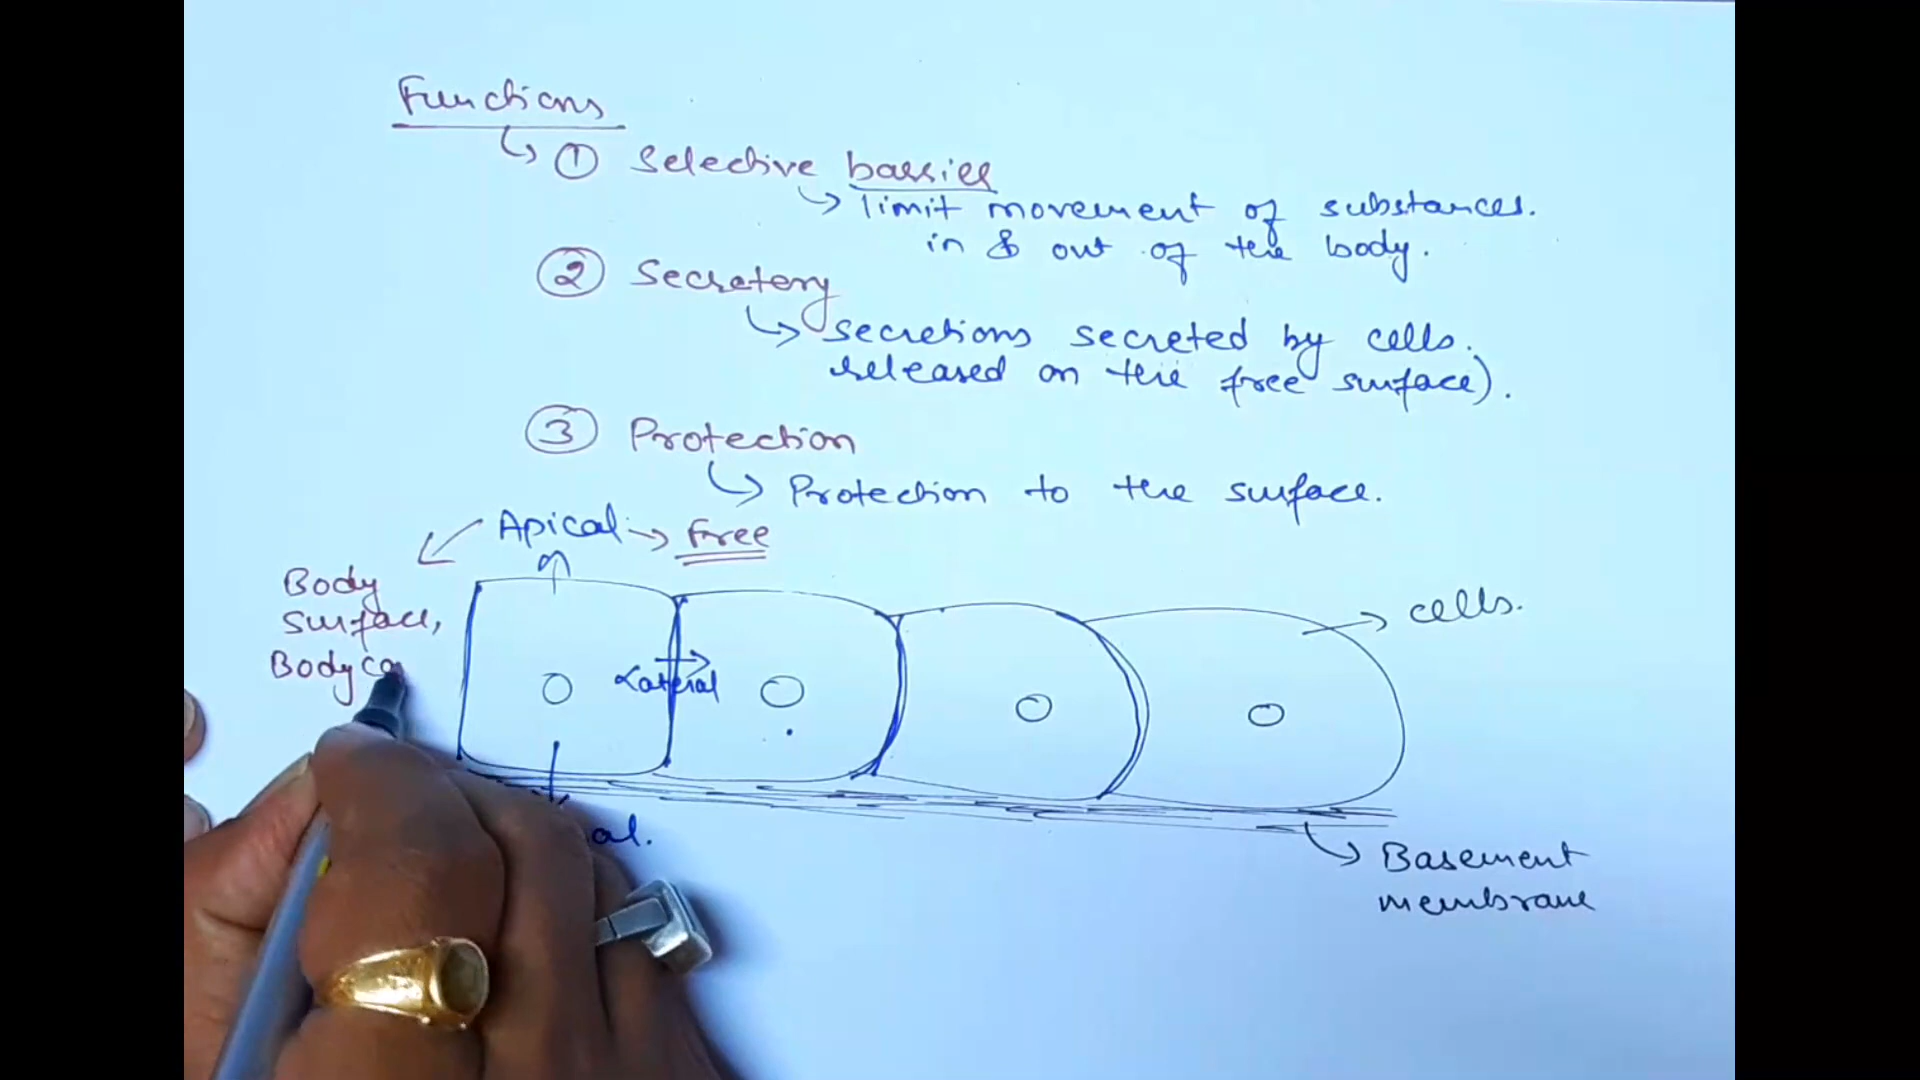 Functions
↳ ① Selective barrier
↳ limit movement of substances.
in & out of the body.
② Secretory
↳ secretions secreted by cells.
released on the free surface).
③ Protection
↳ Protection to the surface.
Apical → Free
Body
Surface,
Body ca
Lateral
cells.
al.
Basement
membrane